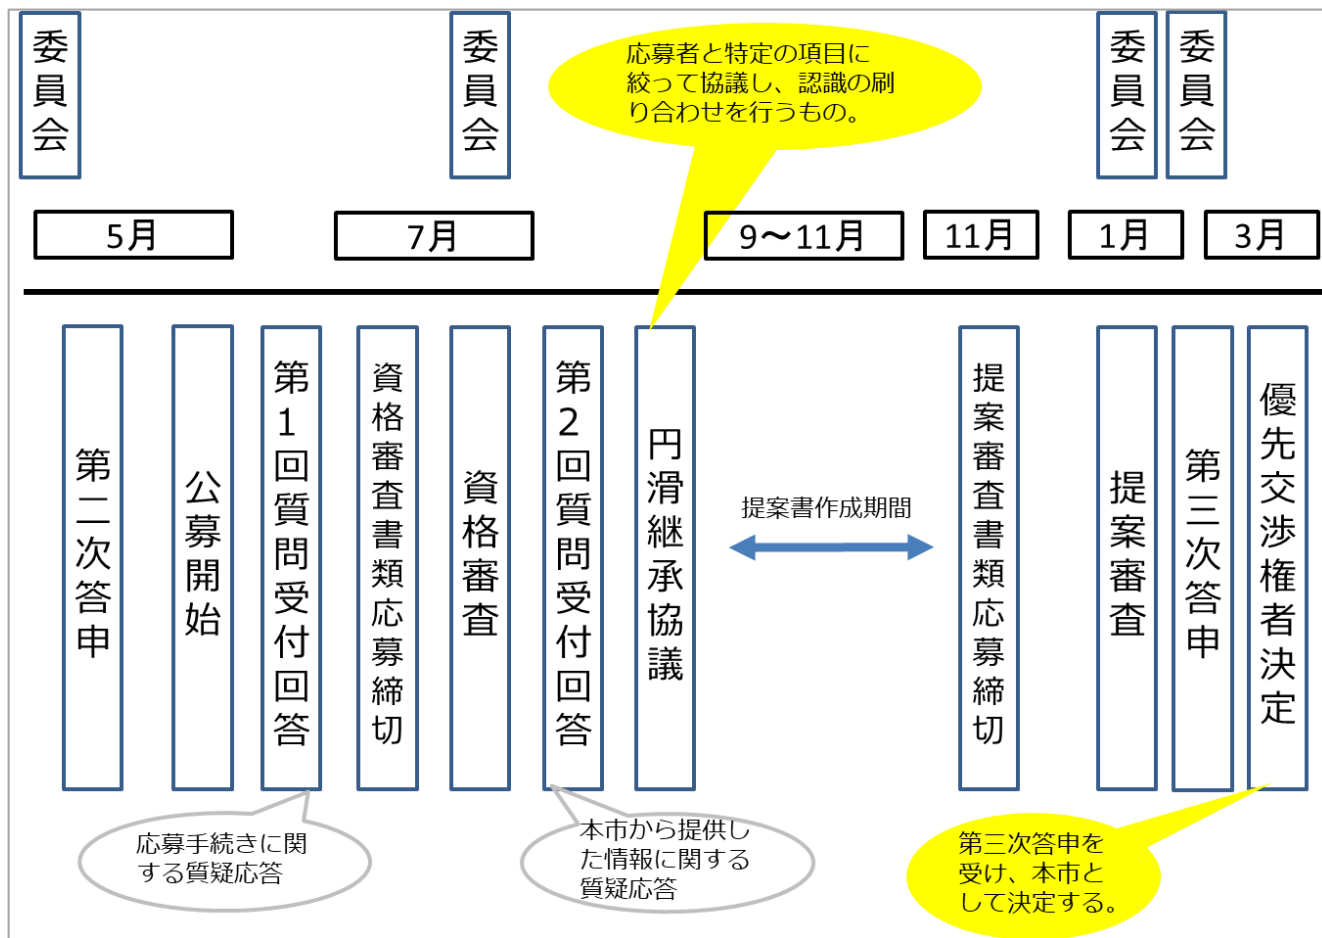 委員会
委員会
応募者と特定の項目に
絞って協議し、認識の刷
り合わせを行うもの。
委員会
委員会
5月
7月
9～11月
11月
1月
3月
第二次答申
公募開始
第1回質問受付回答
資格審査書類応募締切
資格審査
第2回質問受付回答
円滑継承協議
提案書作成期間
提案審査書類応募締切
提案審査
第三次答申
優先交渉権者決定
応募手続きに関
する質疑応答
本市から提供し
た情報に関する
質疑応答
第三次答申を
受け、本市と
して決定する。